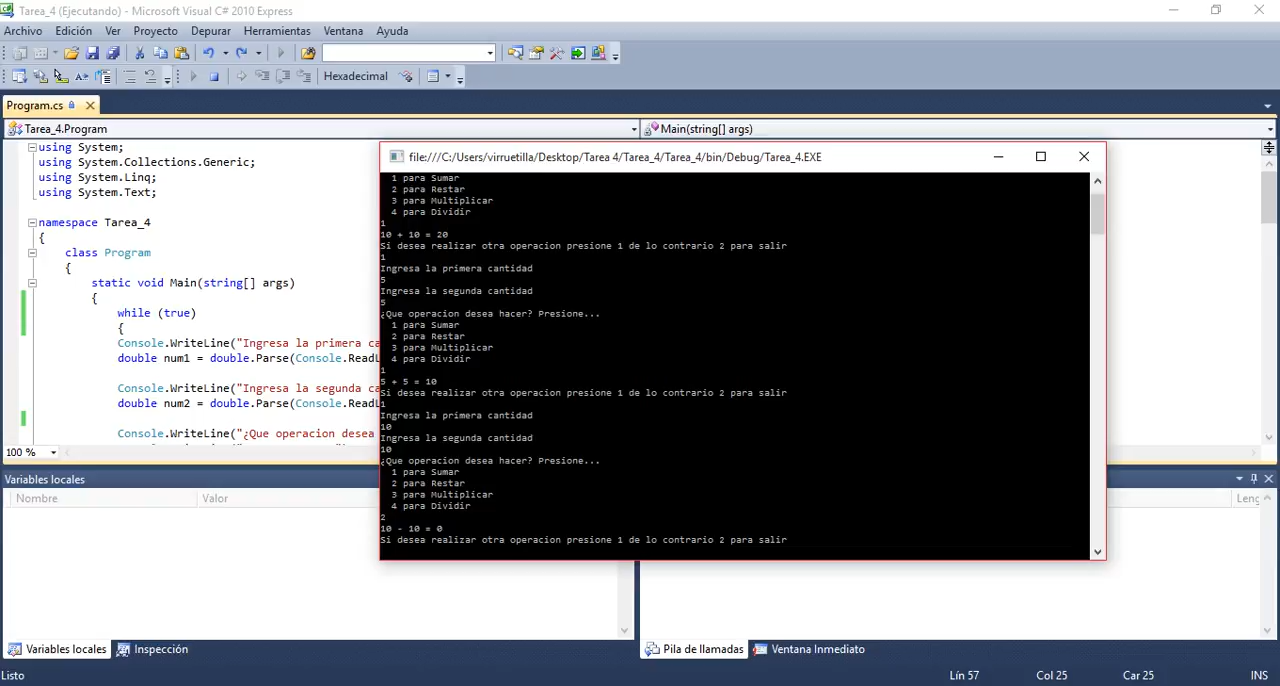 Tarea_4 (Ejecutando) - Microsoft Visual C# 2010 Express
Archivo Edición Ver Proyecto Depurar Herramientas Ventana Ayuda
Hexadecimal
Program.cs
Tarea_4.Program
Main(string[] args)
using System;
using System.Collections.Generic;
using System.Linq;
using System.Text;
namespace Tarea_4
{
class Program
{
static void Main(string[] args)
{
while (true)
{
Console.WriteLine("Ingresa la primera ca
double num1 = double.Parse(Console.ReadL
Console.WriteLine("Ingresa la segunda ca
double num2 = double.Parse(Console.ReadL
Console.WriteLine("¿Que operacion desea
100 %
file:///C:/Users/virruetilla/Desktop/Tarea 4/Tarea_4/Tarea_4/bin/Debug/Tarea_4.EXE
1 para Sumar
2 para Restar
3 para Multiplicar
4 para Dividir
1
10 + 10 = 20
Si desea realizar otra operacion presione 1 de lo contrario 2 para salir
1
Ingresa la primera cantidad
5
Ingresa la segunda cantidad
5
¿Que operacion desea hacer? Presione...
1 para Sumar
2 para Restar
3 para Multiplicar
4 para Dividir
1
5 + 5 = 10
Si desea realizar otra operacion presione 1 de lo contrario 2 para salir
1
Ingresa la primera cantidad
10
Ingresa la segunda cantidad
10
¿Que operacion desea hacer? Presione...
1 para Sumar
2 para Restar
3 para Multiplicar
4 para Dividir
2
10 - 10 = 0
Si desea realizar otra operacion presione 1 de lo contrario 2 para salir
Variables locales
Nombre Valor
Leng
Variables locales Inspección
Pila de llamadas Ventana Inmediato
Listo Lín 57 Col 25 Car 25 INS